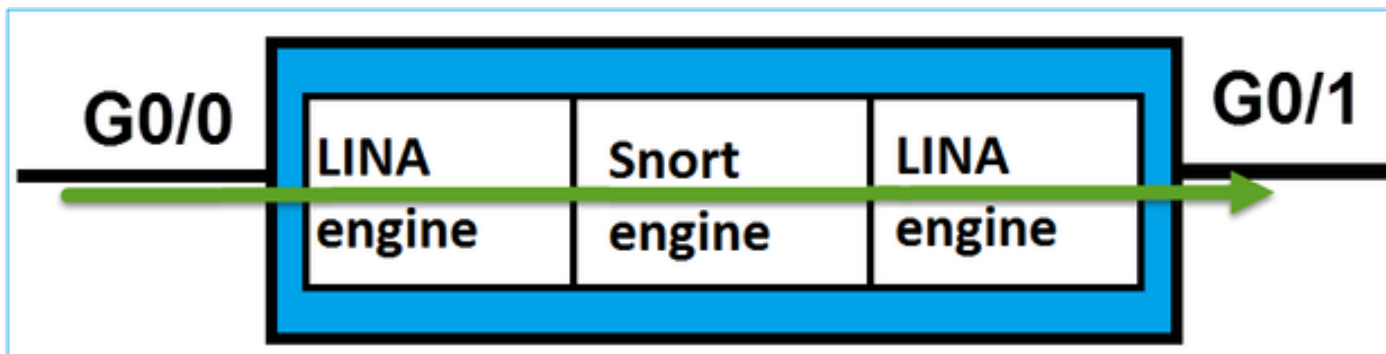 G0/0
LINA
engine
Snort
engine
LINA
engine
G0/1